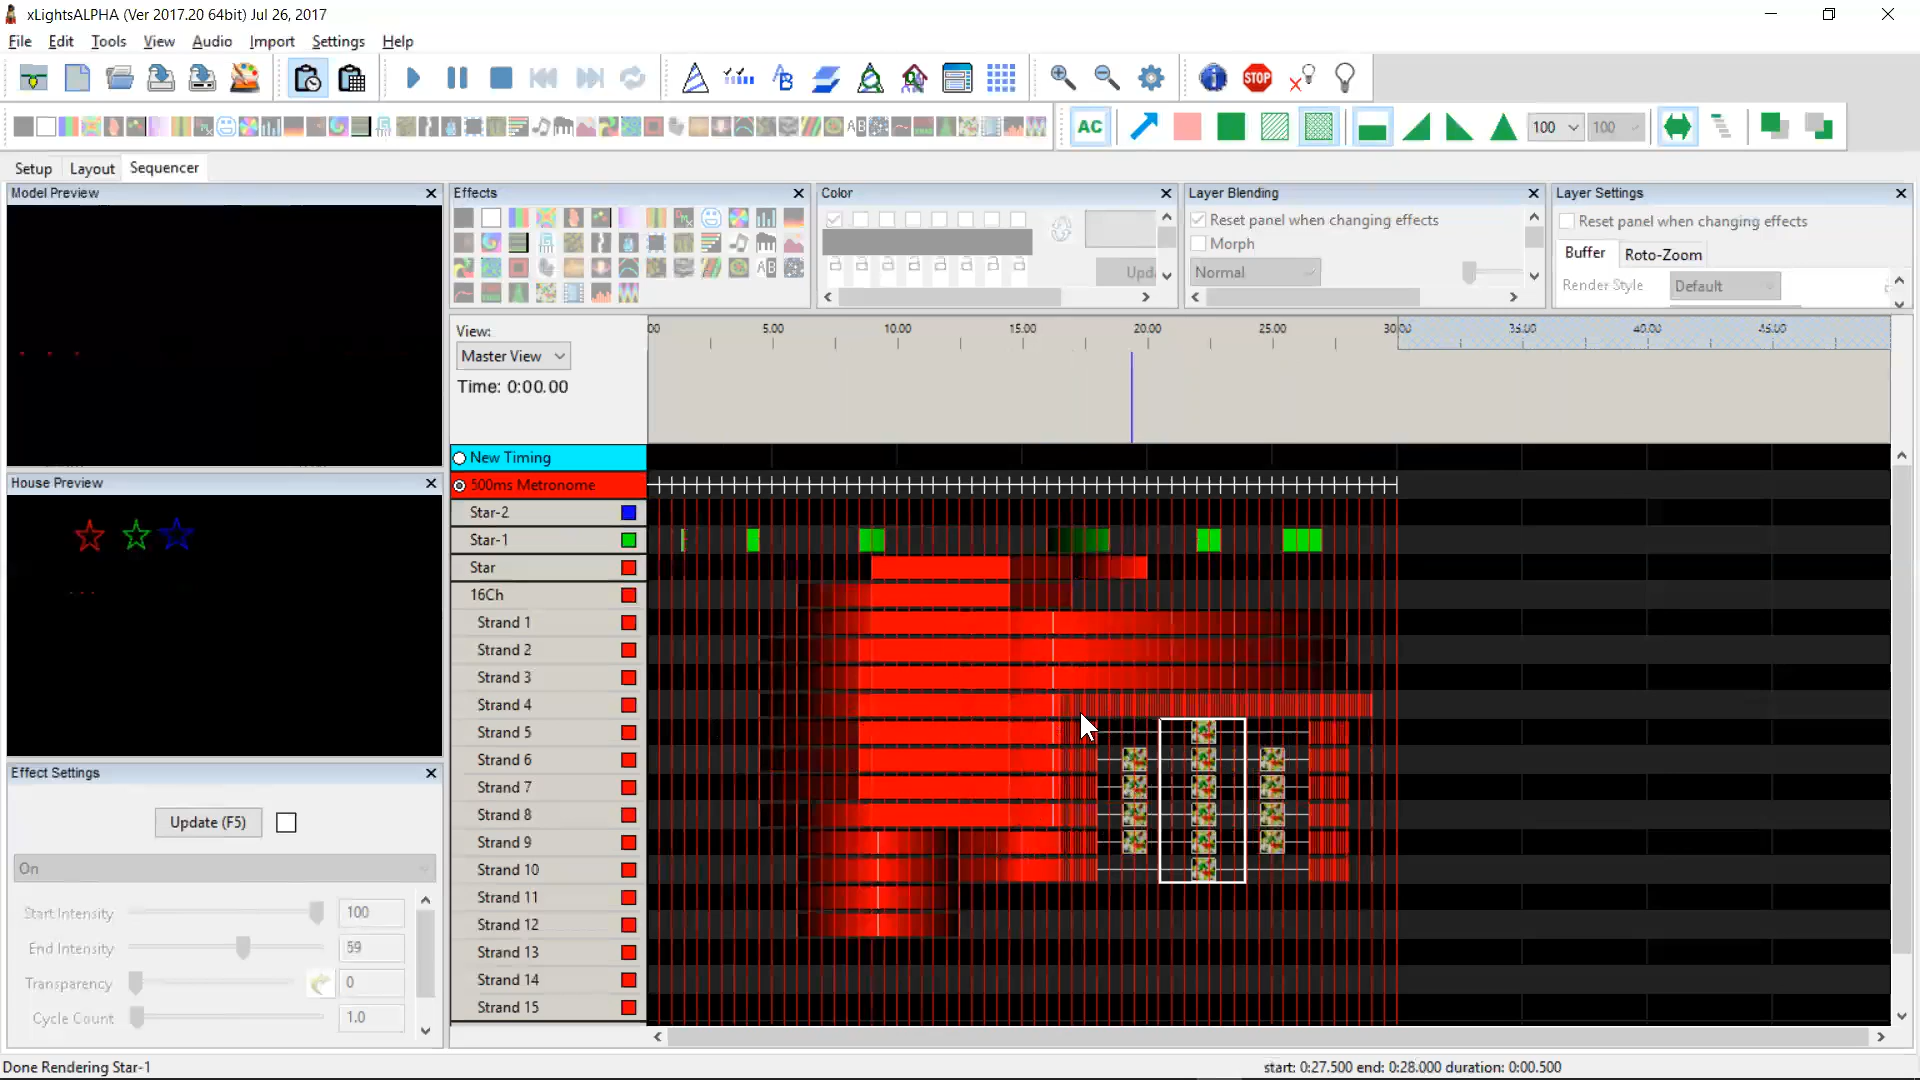 xLightsALPHA (Ver 2017.20 64bit) Jul 26, 2017
File Edit Tools View Audio Import Settings Help
AC 100 100
Setup Layout Sequencer
Model Preview
Effects
Color
Upda
Layer Blending
Reset panel when changing effects
Morph
Normal
Layer Settings
Reset panel when changing effects
Buffer Roto-Zoom
Render Style Default
View:
Master View
Time: 0:00.00
00 5.00 10.00 15.00 20.00 25.00 30:00 35:00 40:00 45:00
House Preview
New Timing
500ms Metronome
Star-2
Star-1
Star
16Ch
Strand 1
Strand 2
Strand 3
Strand 4
Strand 5
Strand 6
Strand 7
Strand 8
Strand 9
Strand 10
Strand 11
Strand 12
Strand 13
Strand 14
Strand 15
Effect Settings
Update (F5)
On
Start Intensity 100
End Intensity 59
Transparency 0
Cycle Count 1.0
Done Rendering Star-1
start: 0:27.500 end: 0:28.000 duration: 0:00.500